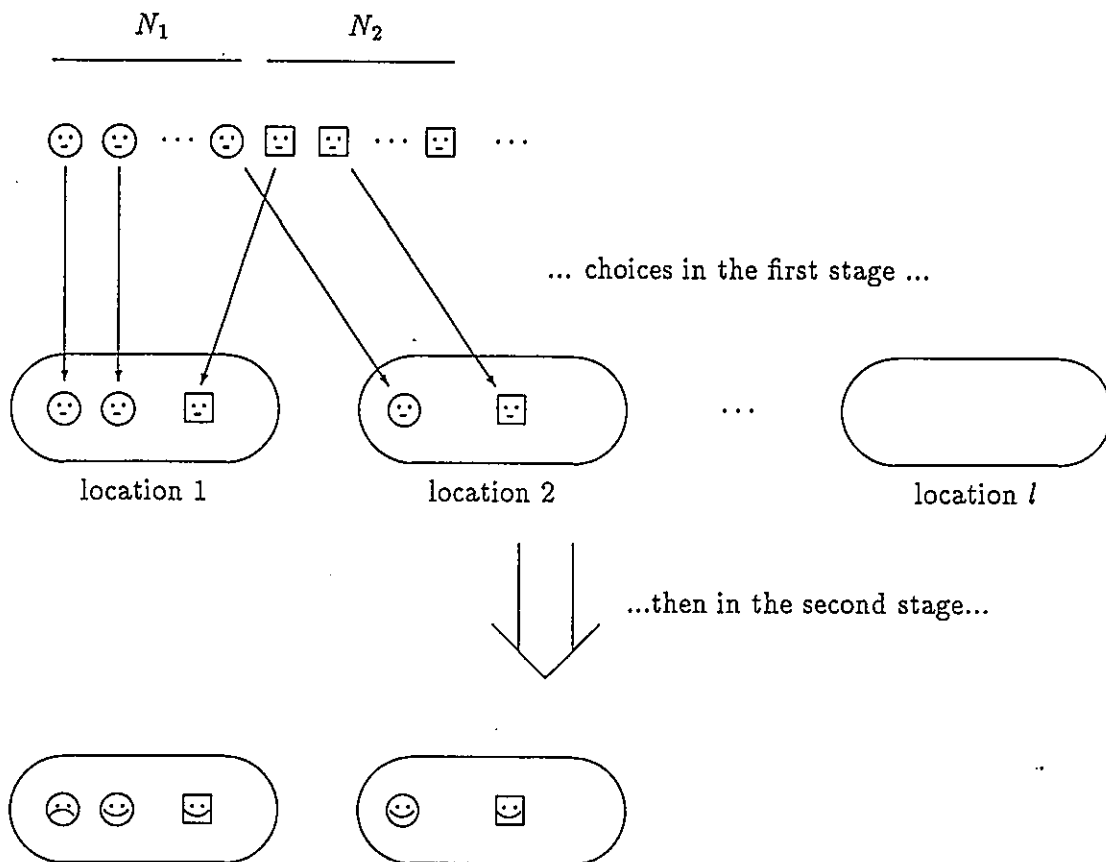 N₁ N₂
··· ··· ···
... choices in the first stage ...
···
location 1 location 2 location l
...then in the second stage...